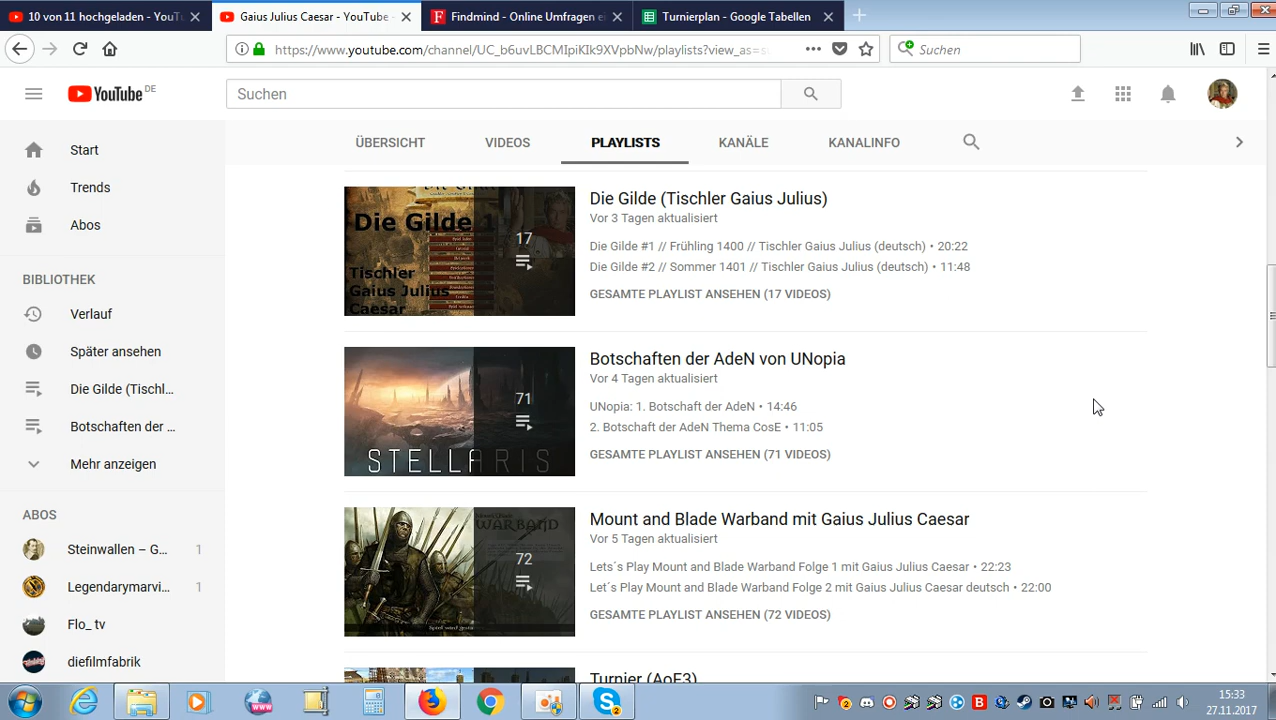 10 von 11 hochgeladen - YouTu
Gaius Julius Caesar - YouTube -
Findmind - Online Umfragen ei
Turnierplan - Google Tabellen
https://www.youtube.com/channel/UC_b6uvLBCMIpiKIk9XVpbNw/playlists?view_as=s
Suchen
YouTube DE
Suchen
ÜBERSICHT
VIDEOS
PLAYLISTS
KANÄLE
KANALINFO
Start
Trends
Abos
BIBLIOTHEK
Verlauf
Später ansehen
Die Gilde (Tischl...
Botschaften der ...
Mehr anzeigen
ABOS
Steinwallen – G... 1
Legendarymarvi... 1
Flo_ tv
diefilmfabrik
Die Gilde 1
Tischler
Gaius Julius
Caesar
17
Die Gilde (Tischler Gaius Julius)
Vor 3 Tagen aktualisiert
Die Gilde#1 // Frühling 1400 // Tischler Gaius Julius (deutsch) • 20:22
Die Gilde #2 // Sommer 1401 // Tischler Gaius Julius (deutsch) • 11:48
GESAMTE PLAYLIST ANSEHEN (17 VIDEOS)
71
STELLARIS
Botschaften der AdeN von UNopia
Vor 4 Tagen aktualisiert
UNopia: 1. Botschaft der AdeN • 14:46
2. Botschaft der AdeN Thema CosE • 11:05
GESAMTE PLAYLIST ANSEHEN (71 VIDEOS)
WARBAND
72
Mount and Blade Warband mit Gaius Julius Caesar
Vor 5 Tagen aktualisiert
Lets´s Play Mount and Blade Warband Folge 1 mit Gaius Julius Caesar • 22:23
Let´s Play Mount and Blade Warband Folge 2 mit Gaius Julius Caesar deutsch • 22:00
GESAMTE PLAYLIST ANSEHEN (72 VIDEOS)
Turnier (AoE3)
15:33
27.11.2017